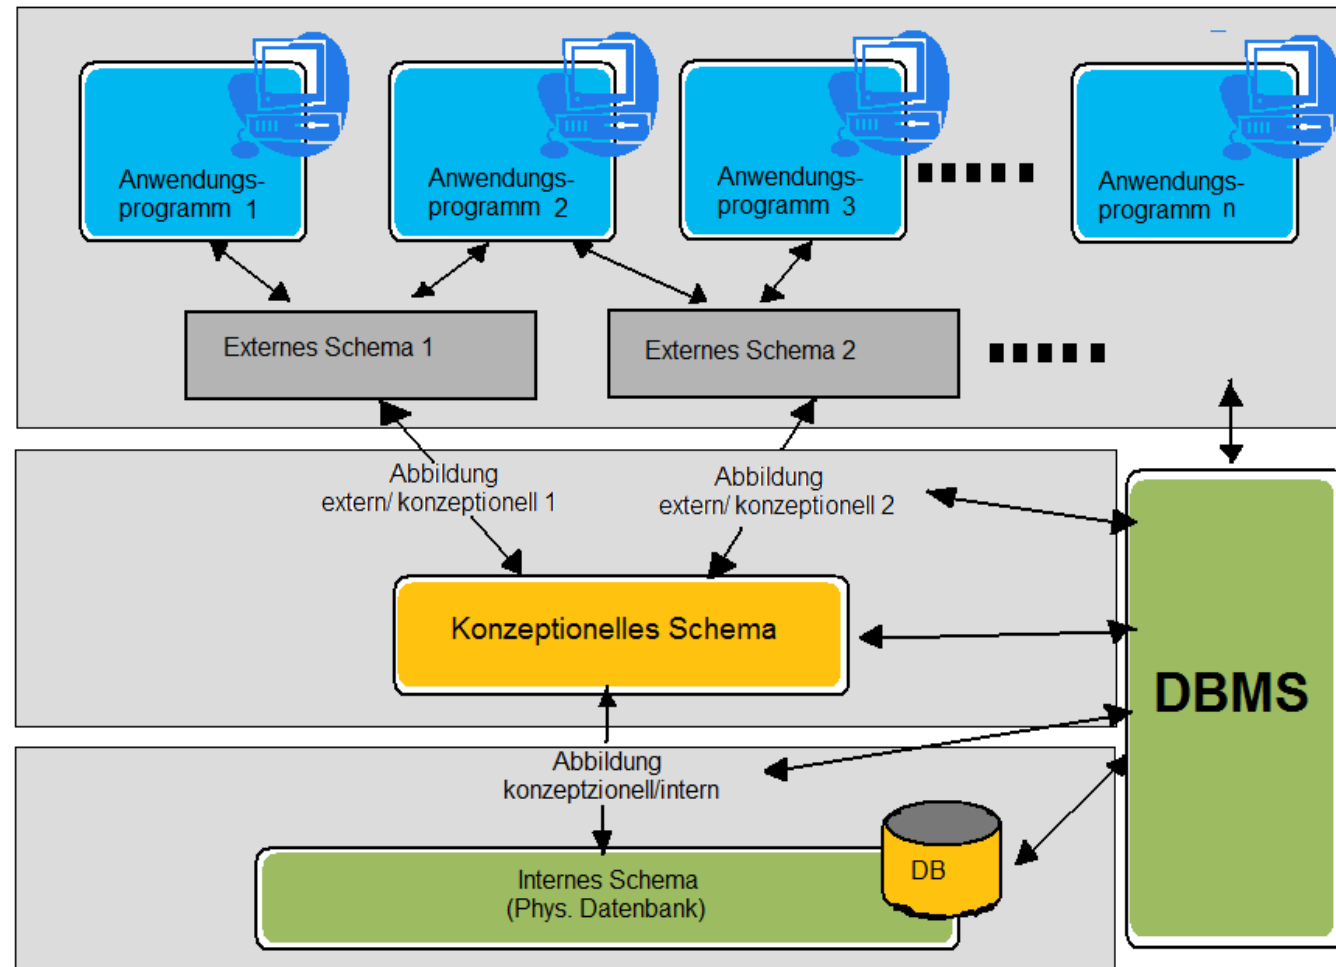 Anwendungs-
programm 1
Anwendungs-
programm 2
Anwendungs-
programm 3
Anwendungs-
programm n
Externes Schema 1
Externes Schema 2
Abbildung
extern/ konzeptionell 1
Abbildung
extern/ konzeptionell 2
Konzeptionelles Schema
DBMS
Abbildung
konzeptzionell/intern
Internes Schema
(Phys. Datenbank)
DB